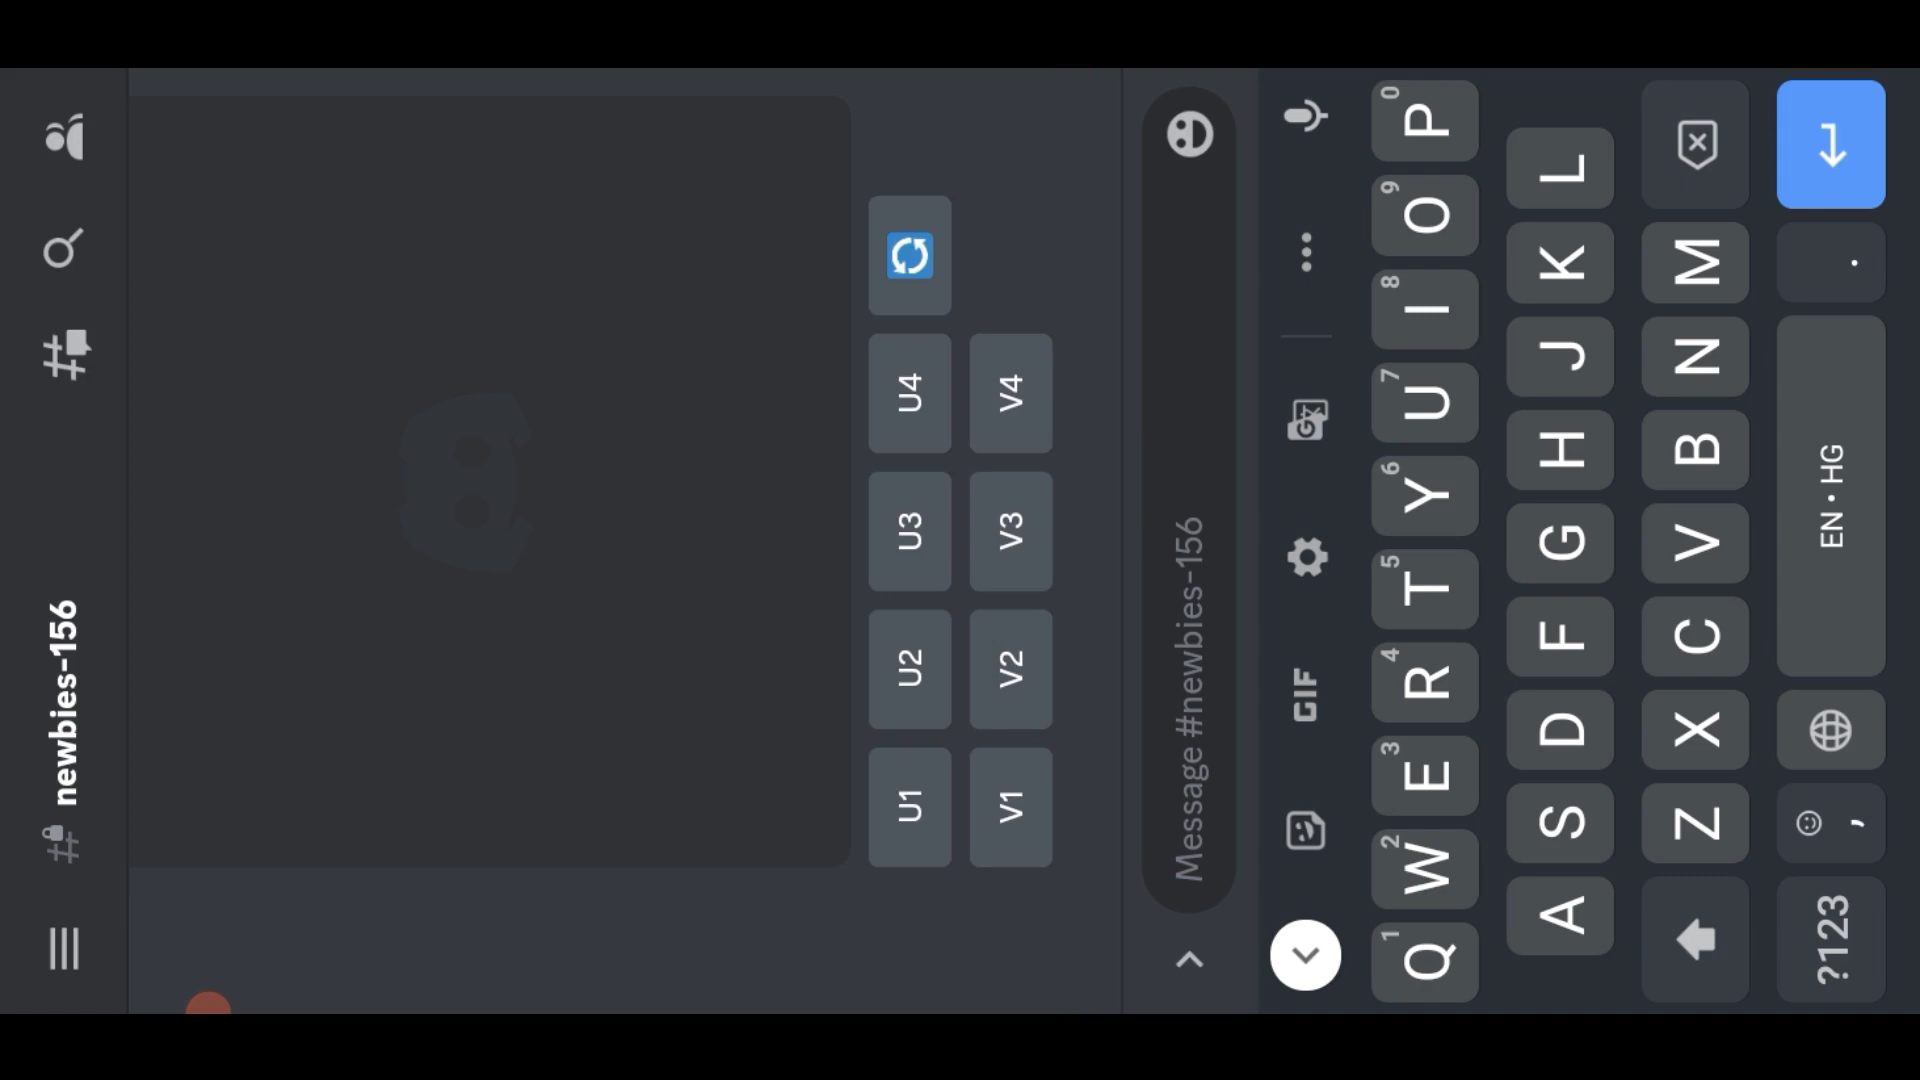 # newbies-156
U1 U2 U3 U4
V1 V2 V3 V4
Message #newbies-156
GIF
1 2 3 4 5 6 7 8 9 0
Q W E R T Y U I O P
A S D F G H J K L
Z X C V B N M
?123 , EN • HG .